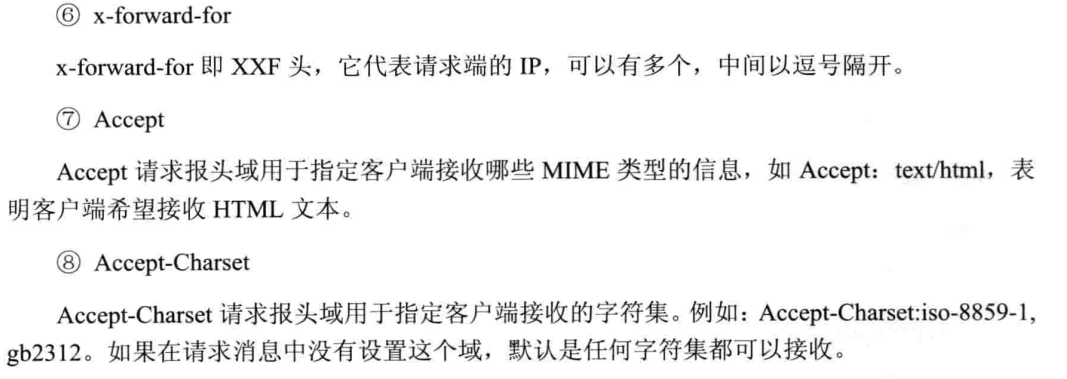 ⑥ x-forward-for
x-forward-for 即 XXF 头，它代表请求端的 IP，可以有多个，中间以逗号隔开。
⑦ Accept
Accept 请求报头域用于指定客户端接收哪些 MIME 类型的信息，如 Accept：text/html，表
明客户端希望接收 HTML 文本。
⑧ Accept-Charset
Accept-Charset 请求报头域用于指定客户端接收的字符集。例如：Accept-Charset:iso-8859-1,
gb2312。如果在请求消息中没有设置这个域，默认是任何字符集都可以接收。